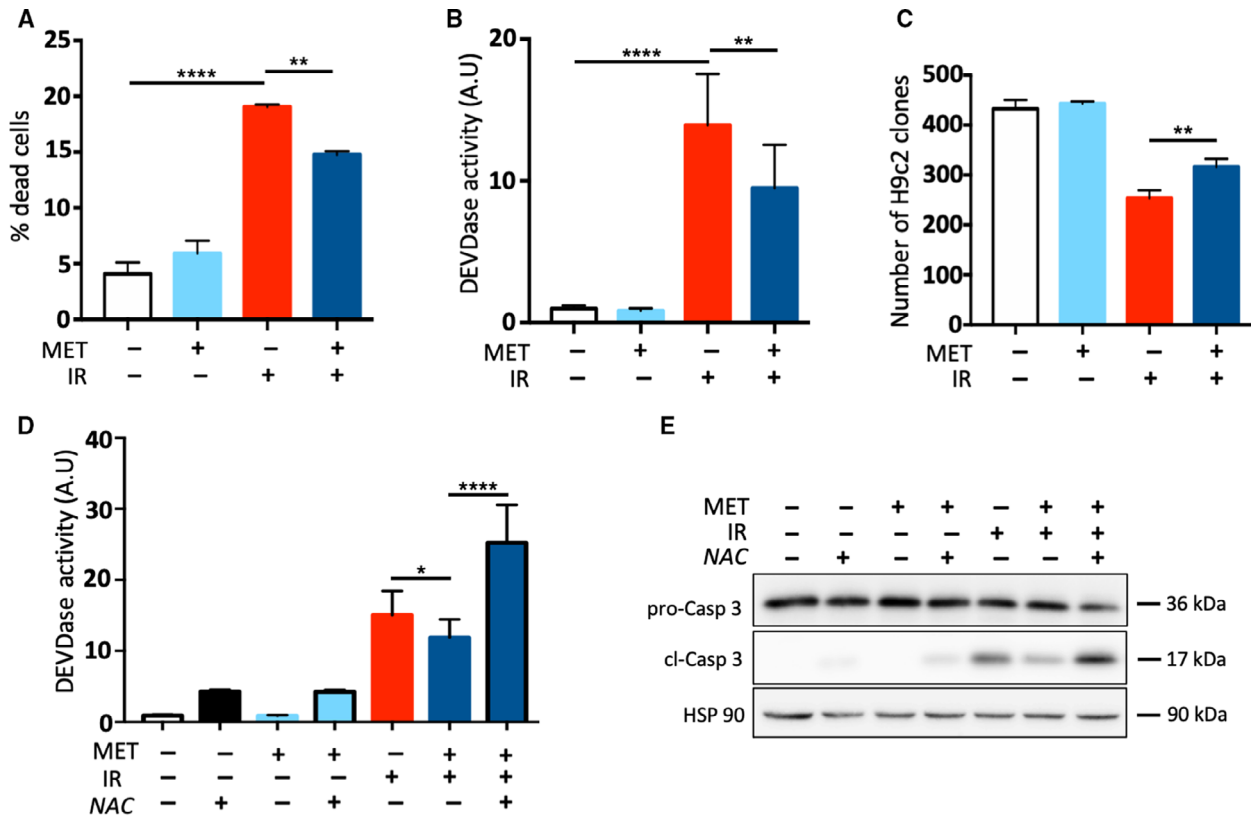 A
25
20
15
10
5
0
% dead cells
****
**
MET – + – +
IR – – + +
B
20
10
0
DEVDase activity (A.U)
****
**
MET – + – +
IR – – + +
C
500
400
300
200
100
0
Number of H9c2 clones
**
MET – + – +
IR – – + +
D
40
30
20
10
0
DEVDase activity (A.U)
*
****
MET – – + + – + +
IR – – – – + + +
NAC – + – + – – +
E
MET – – + + – + +
IR – – – – + + +
NAC – + – + – – +
pro-Casp 3 — 36 kDa
cl-Casp 3 — 17 kDa
HSP 90 — 90 kDa